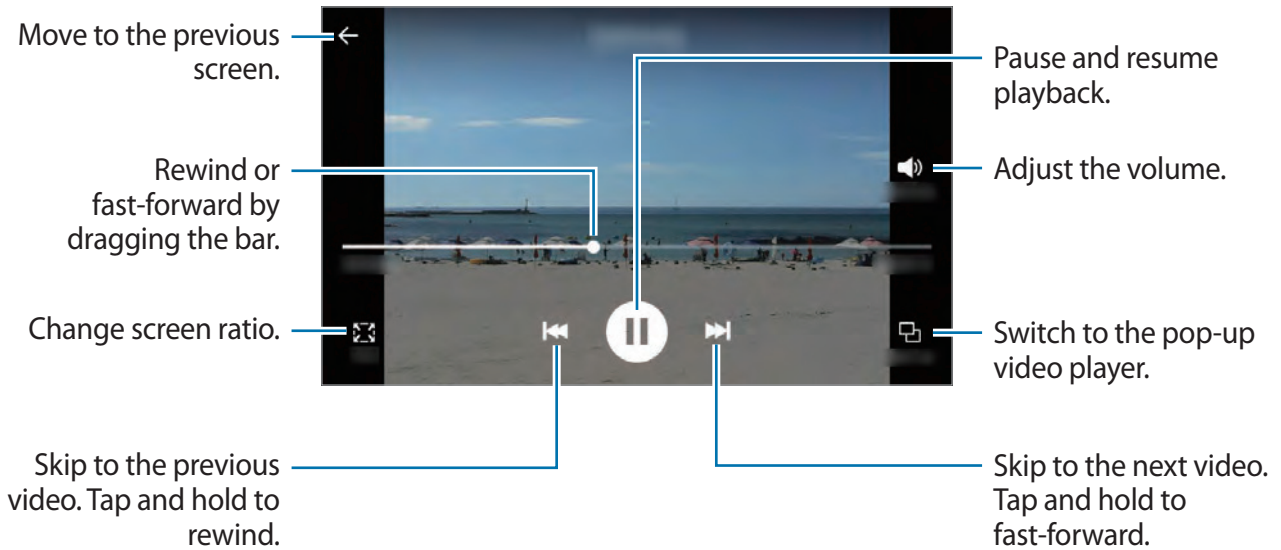 Move to the previous
screen.
Rewind or
fast-forward by
dragging the bar.
Change screen ratio.
Skip to the previous
video. Tap and hold to
rewind.
Pause and resume
playback.
Adjust the volume.
Switch to the pop-up
video player.
Skip to the next video.
Tap and hold to
fast-forward.